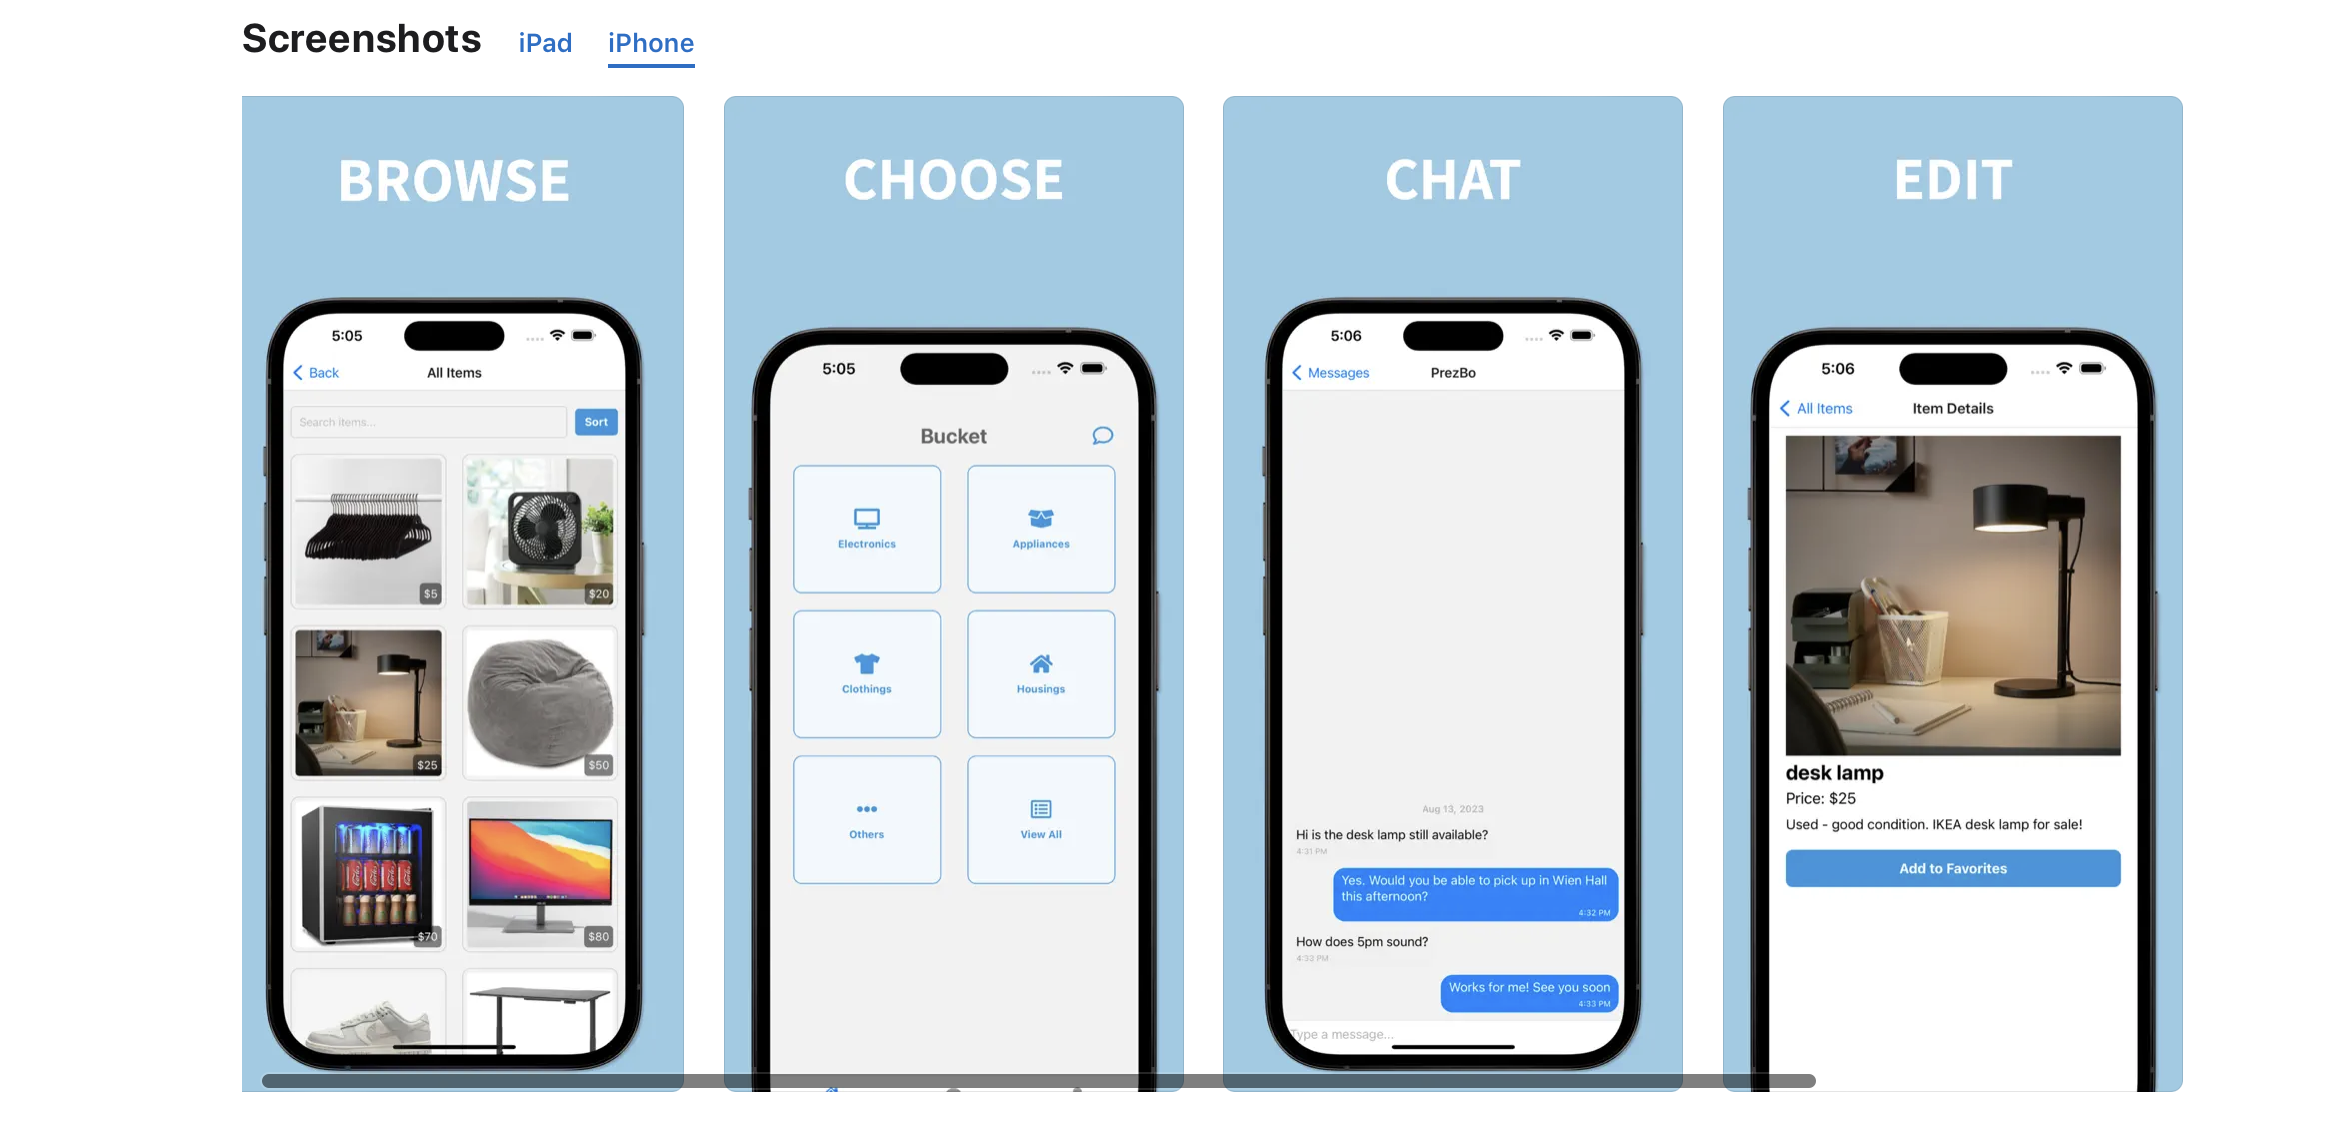 Screenshots iPad iPhone
BROWSE
5:05
Back All Items
Search items...
Sort
$5
$20
$25
$50
$70
$80
CHOOSE
5:05
Bucket
Electronics
Appliances
Clothings
Housings
Others
View All
CHAT
5:06
Messages PrezBo
Aug 13, 2023
Hi is the desk lamp still available?
4:31 PM
Yes. Would you be able to pick up in Wien Hall
this afternoon?
4:32 PM
How does 5pm sound?
4:33 PM
Works for me! See you soon
4:33 PM
Type a message...
EDIT
5:06
All Items Item Details
desk lamp
Price: $25
Used - good condition. IKEA desk lamp for sale!
Add to Favorites